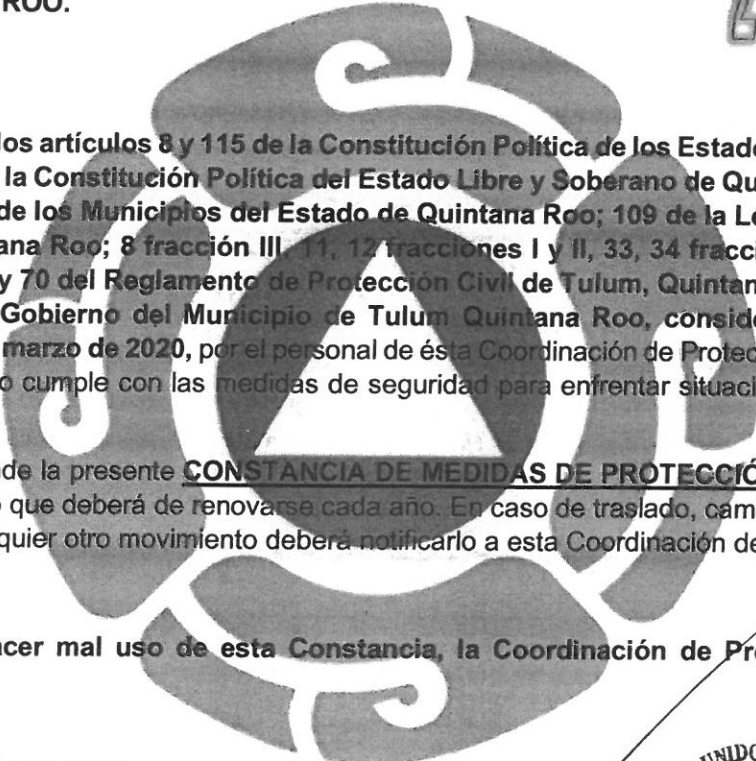 ROO.
los artículos 8 y 115 de la Constitución Política de los Estado
la Constitución Política del Estado Libre y Soberano de Qu
de los Municipios del Estado de Quintana Roo; 109 de la L
ana Roo; 8 fracción III, 11, 12 fracciones I y II, 33, 34 fracci
y 70 del Reglamento de Protección Civil de Tulum, Quintan
Gobierno del Municipio de Tulum Quintana Roo, conside
marzo de 2020, por el personal de ésta Coordinación de Protec
o cumple con las medidas de seguridad para enfrentar situaci
nde la presente CONSTANCIA DE MEDIDAS DE PROTECCIÓ
o que deberá de renovarse cada año. En caso de traslado, cam
quier otro movimiento deberá notificarlo a esta Coordinación de
acer mal uso de esta Constancia, la Coordinación de Pro
UNIDO